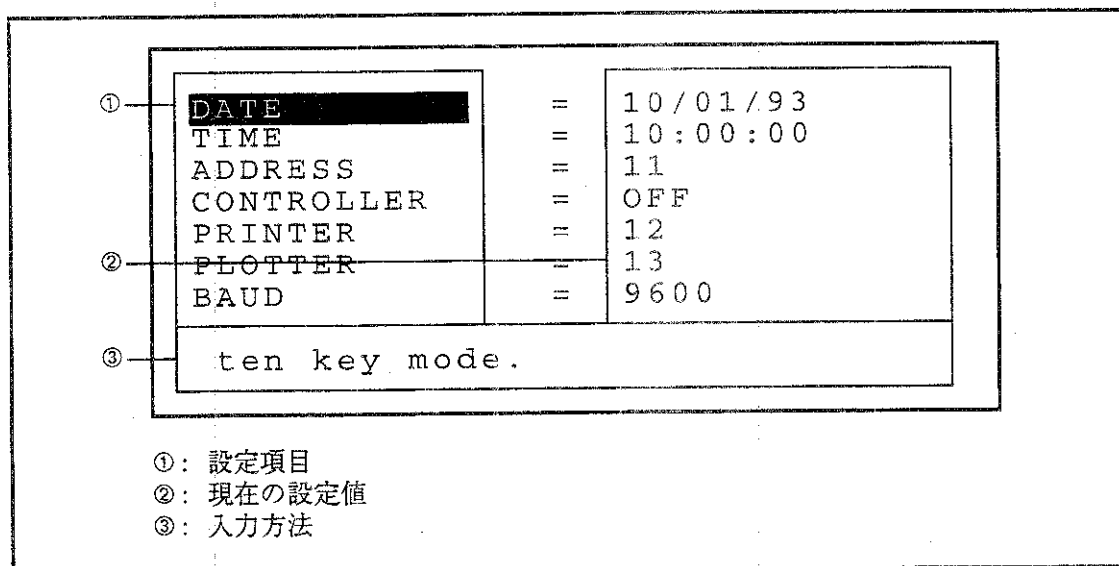 ① DATE = 10/01/93
TIME = 10:00:00
ADDRESS = 11
CONTROLLER = OFF
PRINTER = 12
② PLOTTER = 13
BAUD = 9600
③ ten key mode.
①: 設定項目
②: 現在の設定値
③: 入力方法